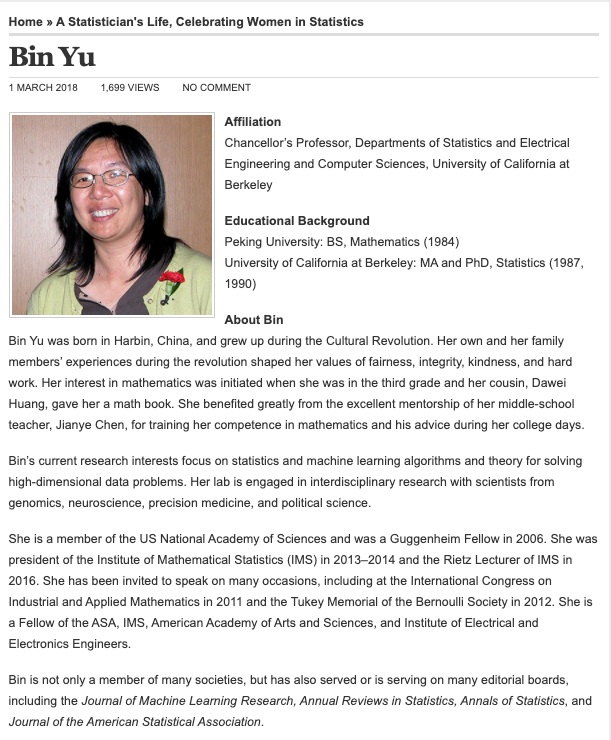 Home » A Statistician's Life, Celebrating Women in Statistics
Bin Yu
1 MARCH 2018 1,699 VIEWS NO COMMENT
Affiliation
Chancellor’s Professor, Departments of Statistics and Electrical
Engineering and Computer Sciences, University of California at
Berkeley
Educational Background
Peking University: BS, Mathematics (1984)
University of California at Berkeley: MA and PhD, Statistics (1987,
1990)
About Bin
Bin Yu was born in Harbin, China, and grew up during the Cultural Revolution. Her own and her family
members’ experiences during the revolution shaped her values of fairness, integrity, kindness, and hard
work. Her interest in mathematics was initiated when she was in the third grade and her cousin, Dawei
Huang, gave her a math book. She benefited greatly from the excellent mentorship of her middle-school
teacher, Jianye Chen, for training her competence in mathematics and his advice during her college days.
Bin’s current research interests focus on statistics and machine learning algorithms and theory for solving
high-dimensional data problems. Her lab is engaged in interdisciplinary research with scientists from
genomics, neuroscience, precision medicine, and political science.
She is a member of the US National Academy of Sciences and was a Guggenheim Fellow in 2006. She was
president of the Institute of Mathematical Statistics (IMS) in 2013–2014 and the Rietz Lecturer of IMS in
2016. She has been invited to speak on many occasions, including at the International Congress on
Industrial and Applied Mathematics in 2011 and the Tukey Memorial of the Bernoulli Society in 2012. She is
a Fellow of the ASA, IMS, American Academy of Arts and Sciences, and Institute of Electrical and
Electronics Engineers.
Bin is not only a member of many societies, but has also served or is serving on many editorial boards,
including the Journal of Machine Learning Research, Annual Reviews in Statistics, Annals of Statistics, and
Journal of the American Statistical Association.